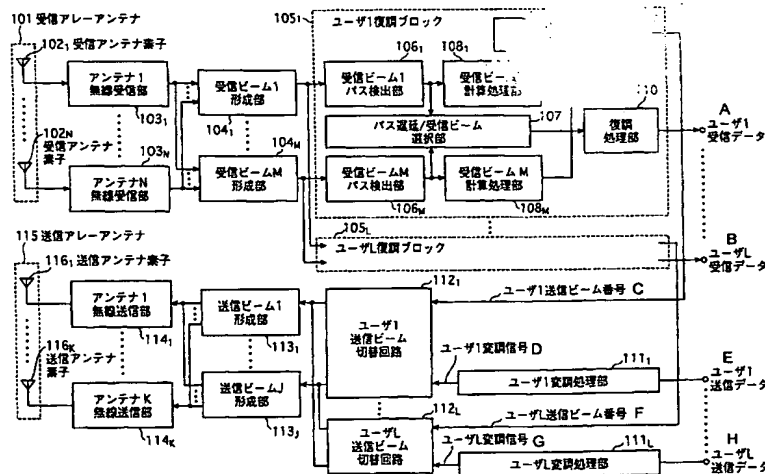 101 受信アレーアンテナ
102₁ 受信アンテナ素子
アンテナ1
無線受信部
103₁
受信ビーム1
形成部
104₁
105₁
ユーザ1復調ブロック
106₁
受信ビーム1
パス検出部
108₁
受信ビーム
計算処理部
パス遅延/受信ビーム
選択部
107
復調
処理部
A
ユーザ1
受信データ
102N
受信アンテナ
素子
103N
アンテナN
無線受信部
104M
受信ビームM
形成部
受信ビームM
パス検出部
106M
受信ビームM
計算処理部
108M
105L
ユーザL復調ブロック
B
ユーザL
受信データ
115 送信アレーアンテナ
116₁ 送信アンテナ素子
アンテナ1
無線送信部
114₁
送信ビーム1
形成部
113₁
112₁
ユーザ1
送信ビーム
切替回路
ユーザ1送信ビーム番号 C
ユーザ1変調信号 D
111₁
ユーザ1変調処理部
E
ユーザ1
送信データ
116K
送信アンテナ
素子
アンテナK
無線送信部
114K
送信ビームJ
形成部
113J
112L
ユーザL
送信ビーム
切替回路
ユーザL送信ビーム番号 F
ユーザL変調信号 G
111L
ユーザL変調処理部
H
ユーザL
送信データ